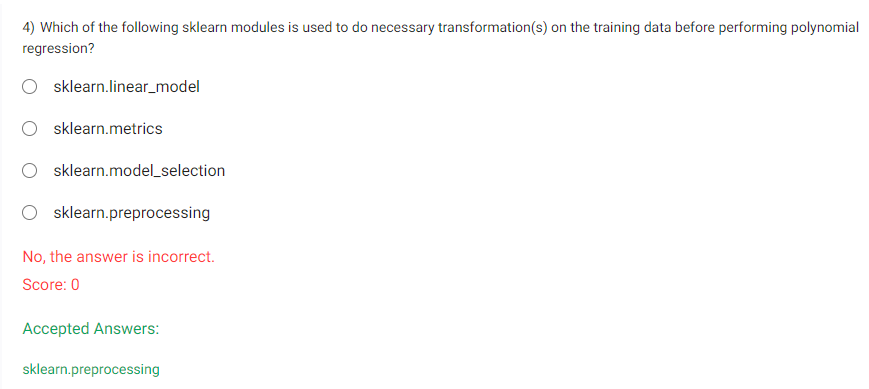 4) Which of the following sklearn modules is used to do necessary transformation(s) on the training data before performing polynomial
regression?
sklearn.linear_model
sklearn.metrics
sklearn.model_selection
sklearn.preprocessing
No, the answer is incorrect.
Score: 0
Accepted Answers:
sklearn.preprocessing